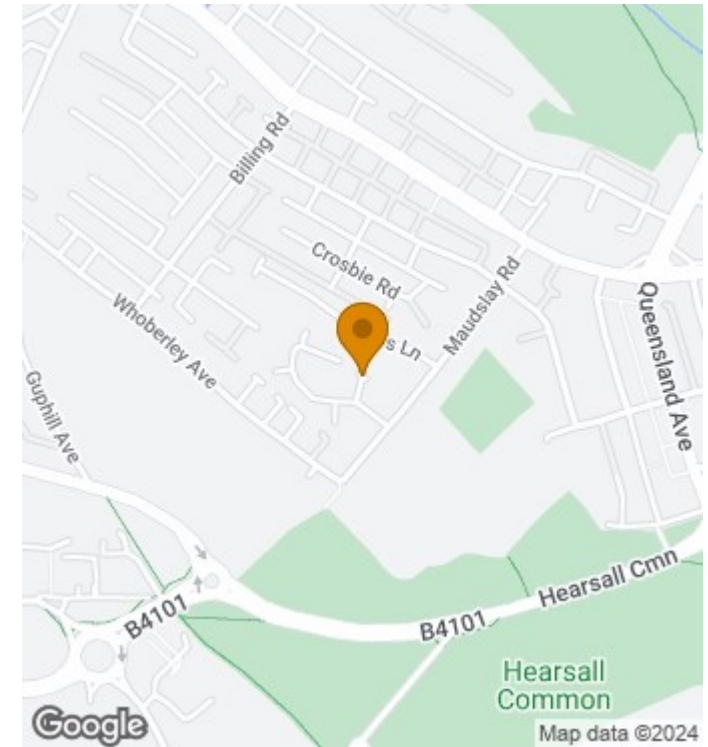 Billing Rd
Crosbie Rd
Maudslay Rd
s Ln
Whoberley Ave
Queensland Ave
Guphill Ave
Hearsall Cmn
B4101
B4101
Hearsall
Common
Google
Map data ©2024